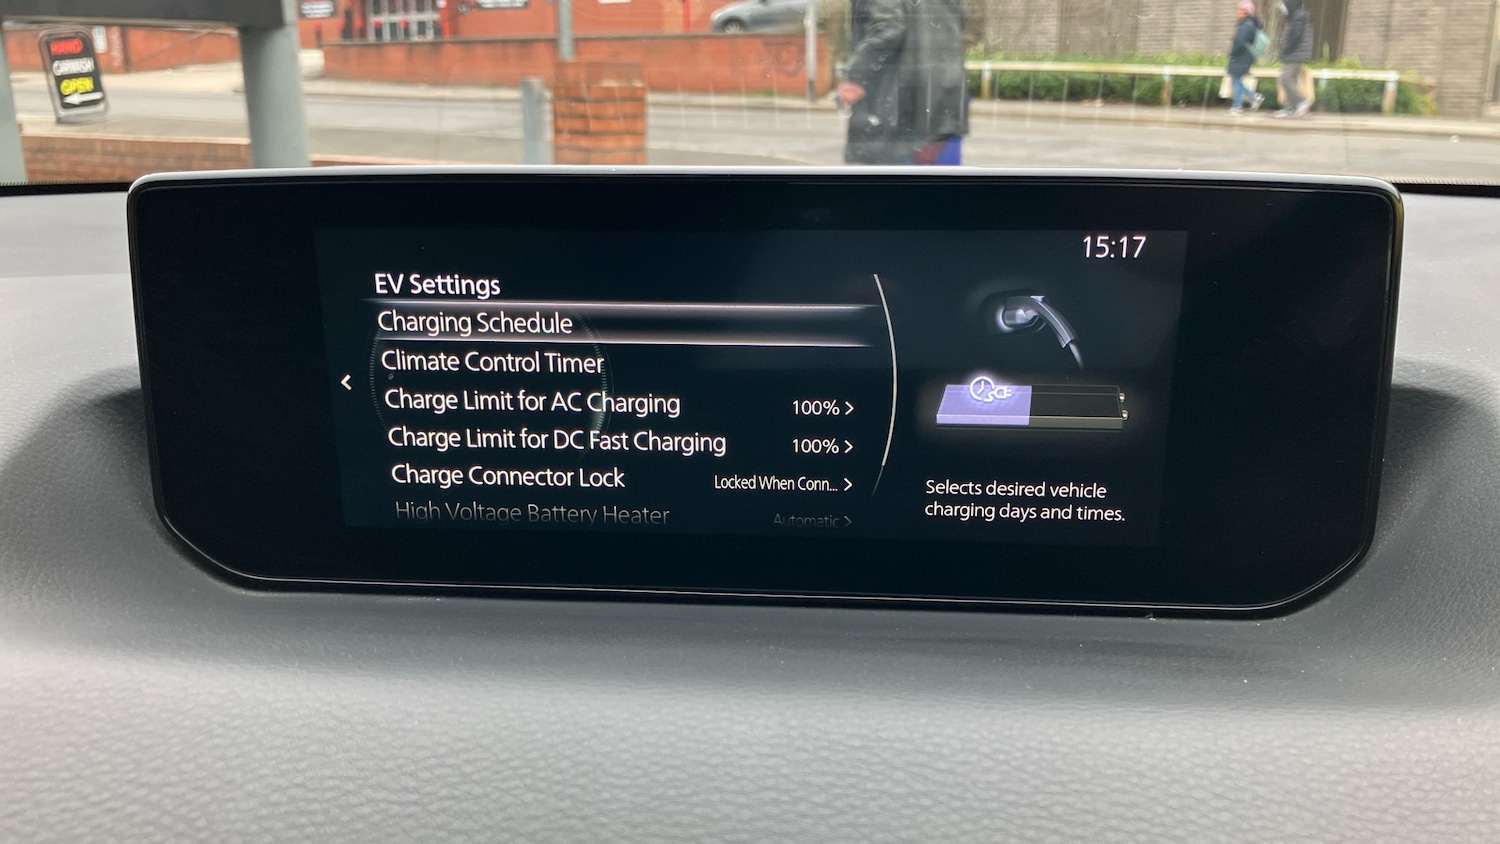 HAND
CARWASH
OPEN
15:17
EV Settings
Charging Schedule
Climate Control Timer
Charge Limit for AC Charging 100%
Charge Limit for DC Fast Charging 100%
Charge Connector Lock Locked When Conn...
High Voltage Battery Heater Automatic
Selects desired vehicle
charging days and times.